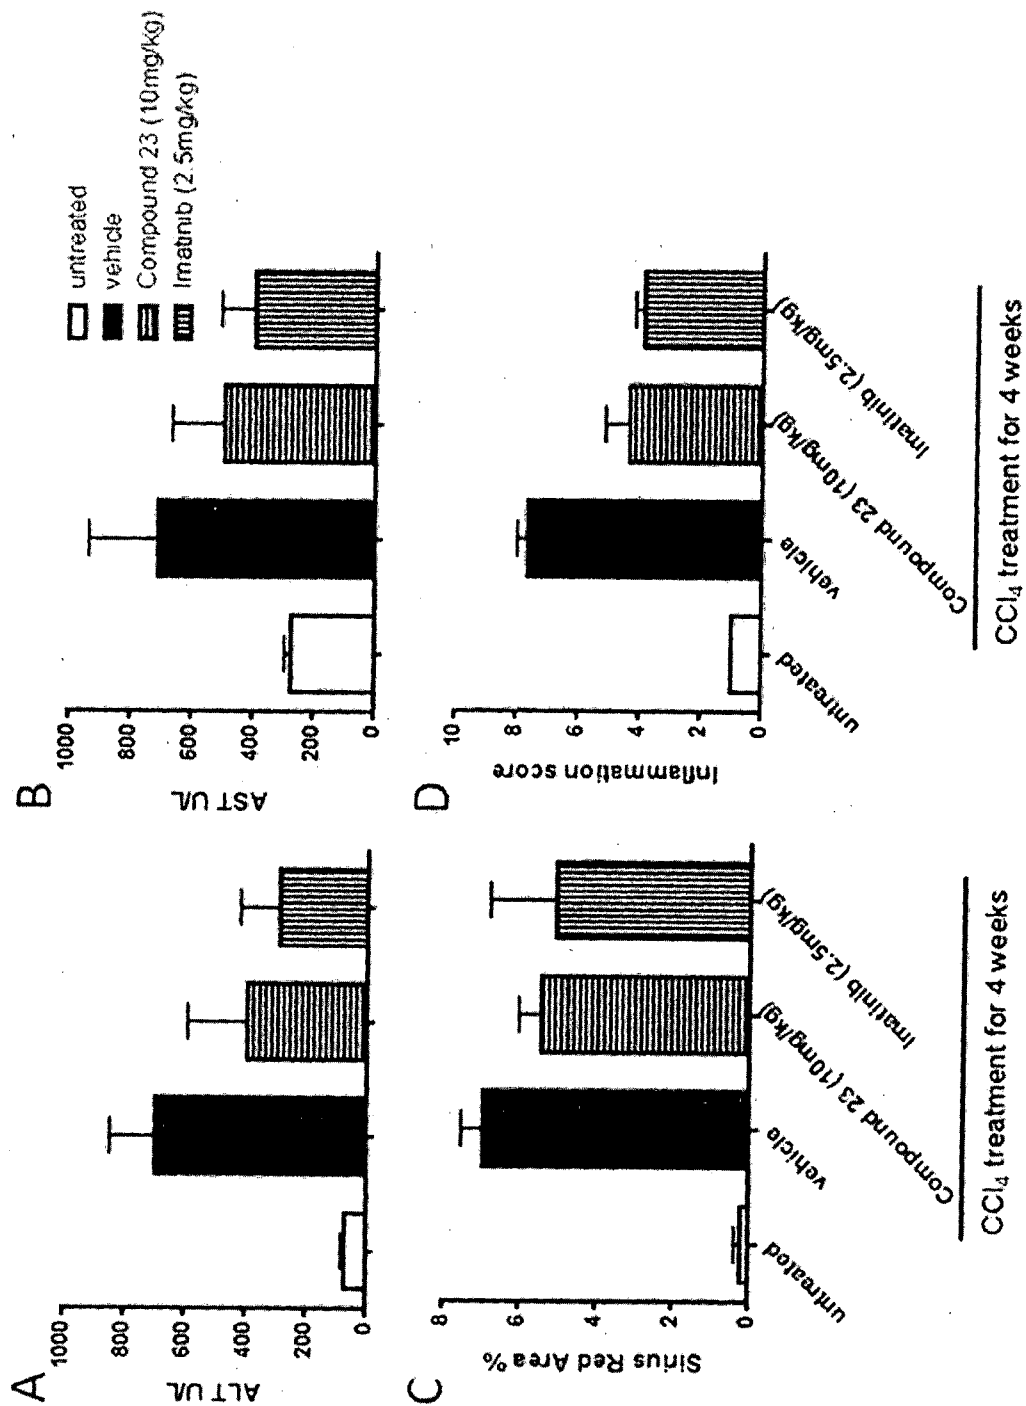 A
ALT U/L
1000
800
600
400
200
0
B
AST U/L
1000
800
600
400
200
0
untreated
vehicle
Compound 23 (10mg/kg)
Imatinib (2.5mg/kg)
C
Sirius Red Area %
8
6
4
2
0
untreated
vehicle
Compound 23 (10mg/kg)
Imatinib (2.5mg/kg)
CCl₄ treatment for 4 weeks
D
Inflammation score
10
8
6
4
2
0
untreated
vehicle
Compound 23 (10mg/kg)
Imatinib (2.5mg/kg)
CCl₄ treatment for 4 weeks